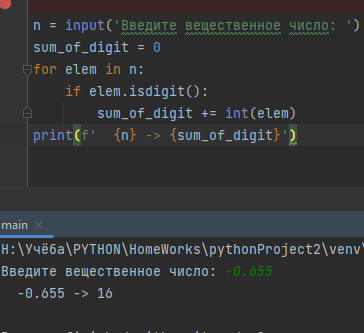 n = input('Введите вещественное число: ')
sum_of_digit = 0
for elem in n:
    if elem.isdigit():
        sum_of_digit += int(elem)
print(f'  {n} -> {sum_of_digit}')
main ×
H:\Учёба\PYTHON\HomeWorks\pythonProject2\venv\
Введите вещественное число: -0.655
  -0.655 -> 16